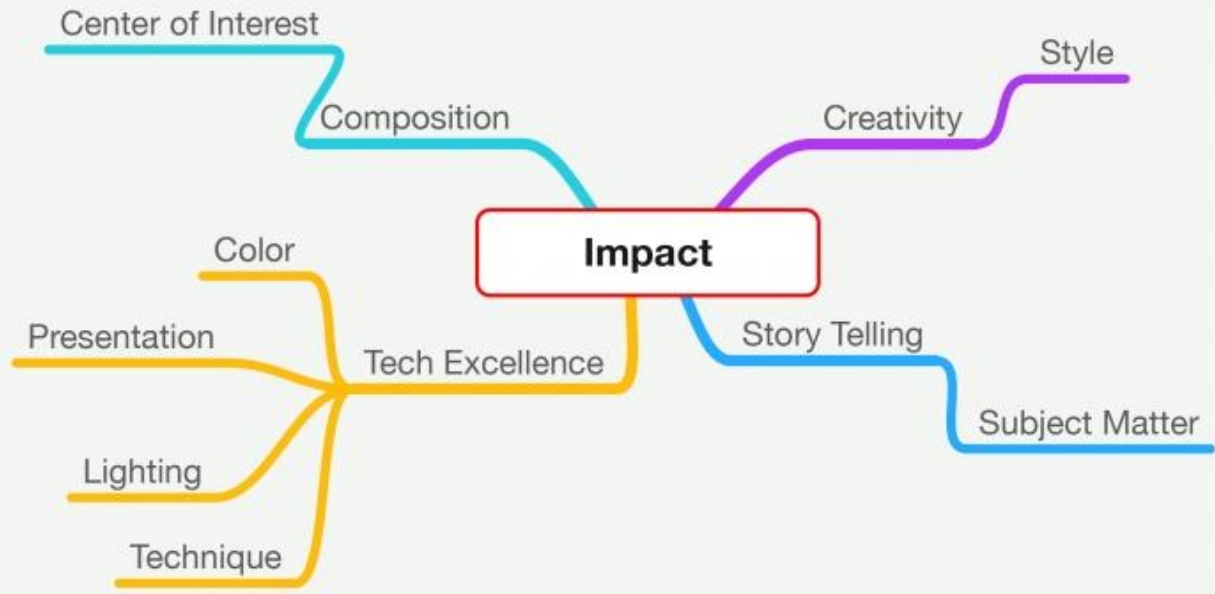 Center of Interest
Composition
Style
Creativity
Impact
Color
Presentation
Tech Excellence
Lighting
Technique
Story Telling
Subject Matter